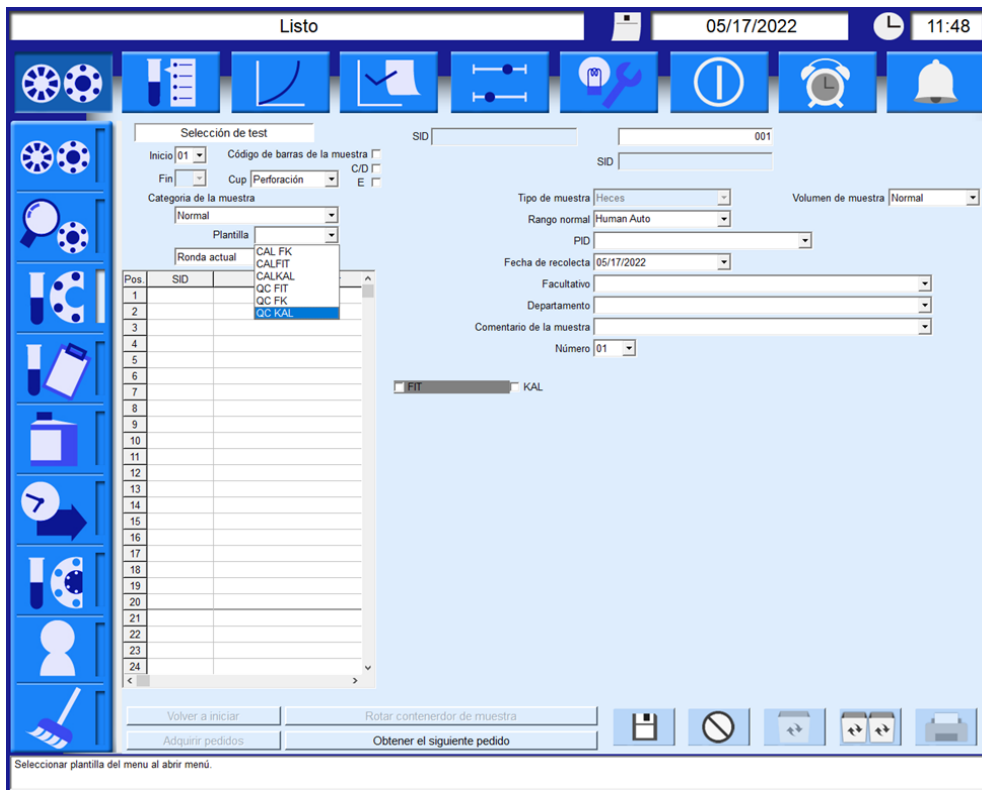 Listo
05/17/2022
11:48
Selección de test
Inicio 01
Código de barras de la muestra
C/D
Fin
Cup Perforación
E
Categoria de la muestra
Normal
Plantilla
Ronda actual
CAL FK
CALFIT
CALKAL
QC FIT
QC FK
QC KAL
Pos. SID
1
2
3
4
5
6
7
8
9
10
11
12
13
14
15
16
17
18
19
20
21
22
23
24
SID
001
SID
Tipo de muestra Heces
Volumen de muestra Normal
Rango normal Human Auto
PID
Fecha de recolecta 05/17/2022
Facultativo
Departamento
Comentario de la muestra
Número 01
FIT KAL
Volver a iniciar
Rotar contenerdor de muestra
Adquirir pedidos
Obtener el siguiente pedido
Seleccionar plantilla del menu al abrir menú.